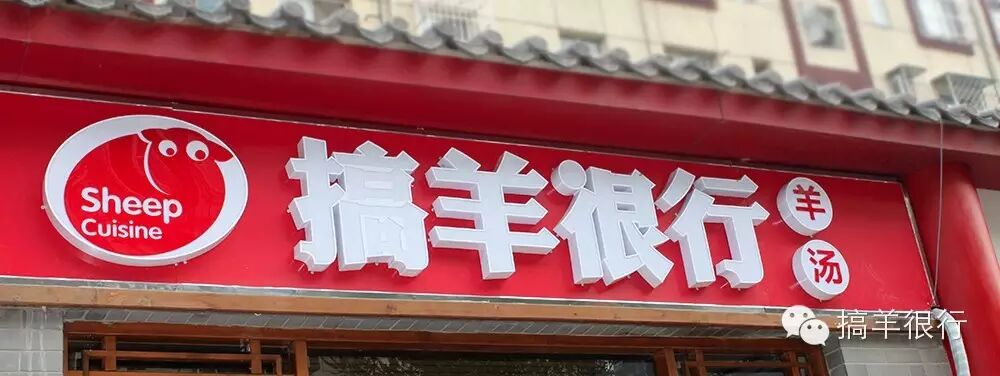 Sheep
Cuisine
搞羊很行
羊
汤
搞羊很行